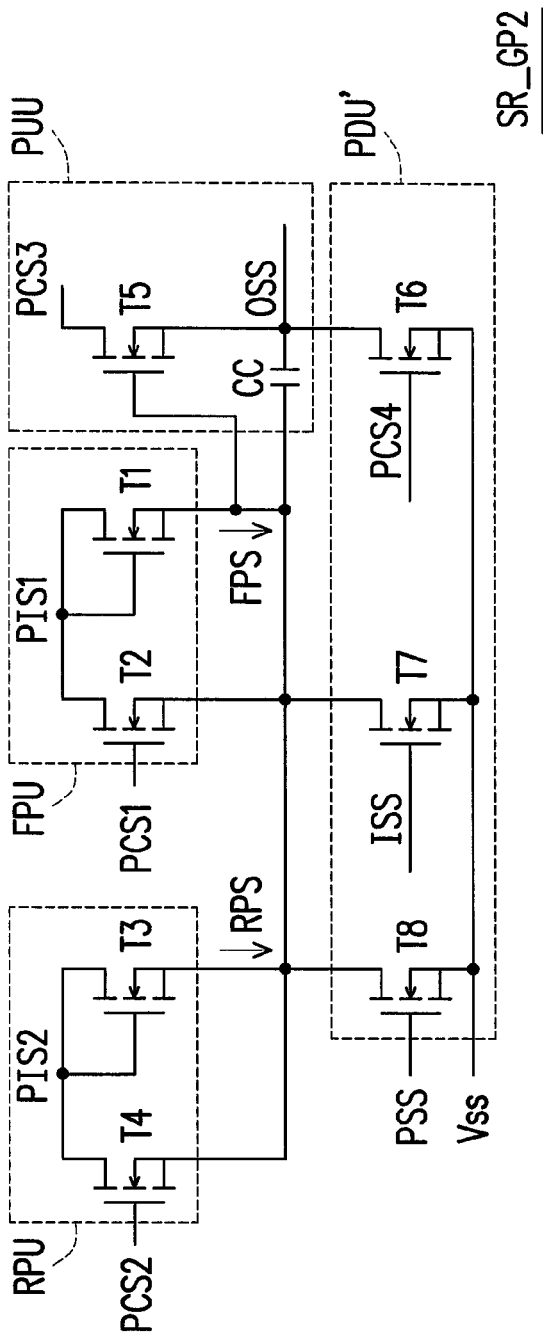 SR_GP2
PUU
PDU'
PCS3
T5
OSS
CC
T6
PCS4
FPU
PIS1
T1
T2
PCS1
FPS
T7
ISS
RPU
PIS2
T3
T4
PCS2
RPS
T8
PSS
Vss